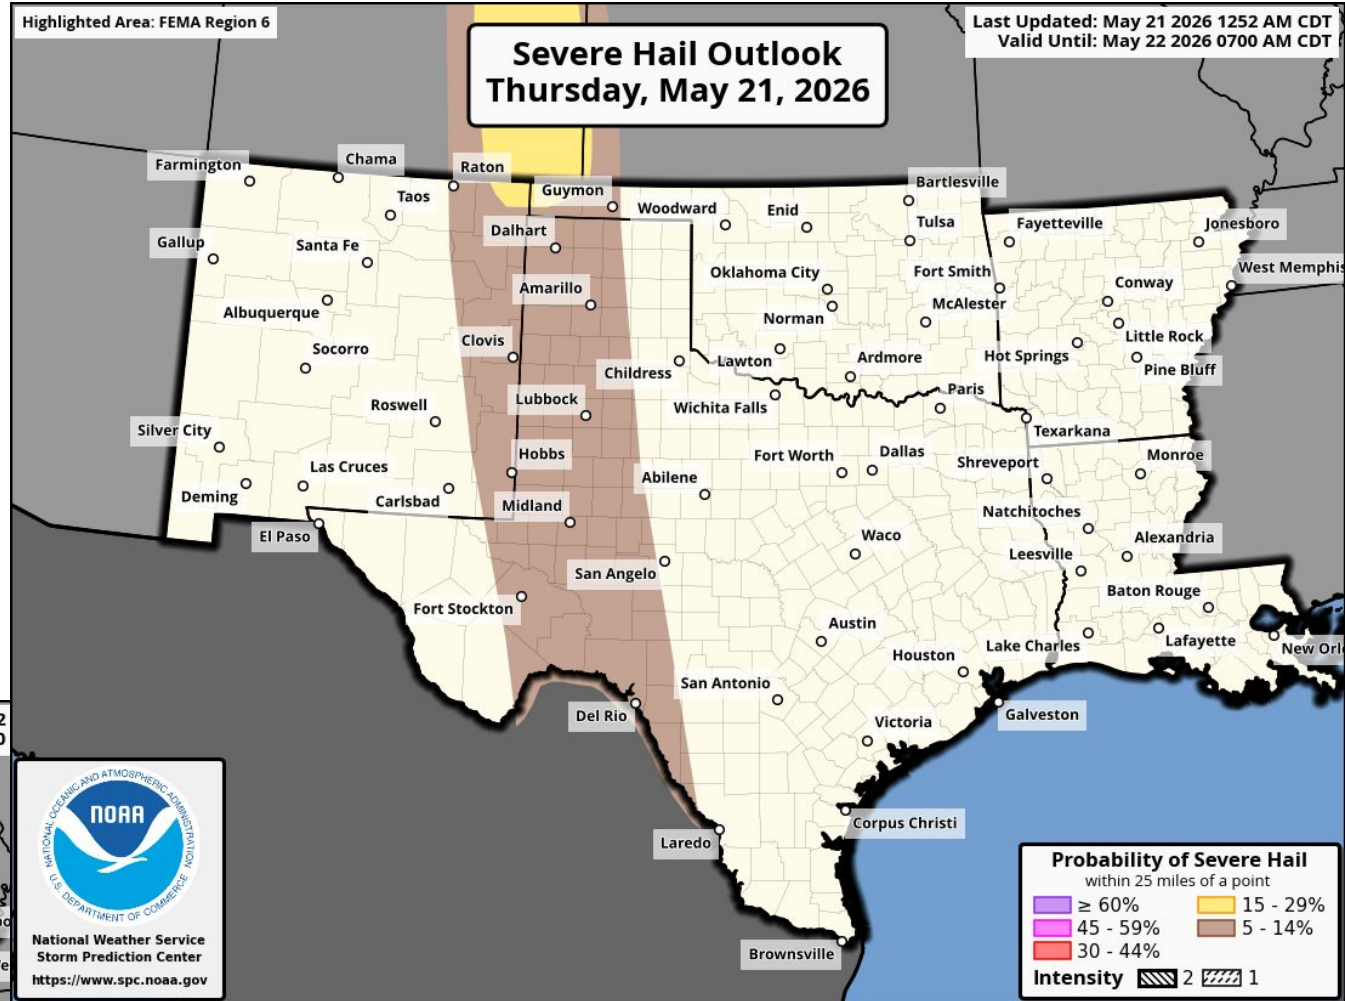 Highlighted Area: FEMA Region 6
Last Updated: May 21 2026 1252 AM CDT
Valid Until: May 22 2026 0700 AM CDT
Severe Hail Outlook
Thursday, May 21, 2026
Farmington
Chama
Raton
Taos
Guymon
Woodward
Enid
Bartlesville
Tulsa
Fayetteville
Jonesboro
Gallup
Santa Fe
Dalhart
Amarillo
Oklahoma City
Fort Smith
West Memphis
Conway
Albuquerque
Norman
McAlester
Socorro
Clovis
Childress
Lawton
Ardmore
Hot Springs
Little Rock
Pine Bluff
Roswell
Lubbock
Wichita Falls
Paris
Silver City
Texarkana
Las Cruces
Hobbs
Fort Worth
Dallas
Shreveport
Monroe
Deming
Carlsbad
Midland
Abilene
Natchitoches
El Paso
Waco
Alexandria
San Angelo
Leesville
Fort Stockton
Baton Rouge
Austin
Lake Charles
Lafayette
New Orl
Houston
San Antonio
Del Rio
Galveston
Victoria
Corpus Christi
Laredo
Brownsville
NATIONAL OCEANIC AND ATMOSPHERIC ADMINISTRATION
NOAA
U.S. DEPARTMENT OF COMMERCE
National Weather Service
Storm Prediction Center
https://www.spc.noaa.gov
Probability of Severe Hail
within 25 miles of a point
≥ 60%
15 - 29%
45 - 59%
5 - 14%
30 - 44%
Intensity 2 1